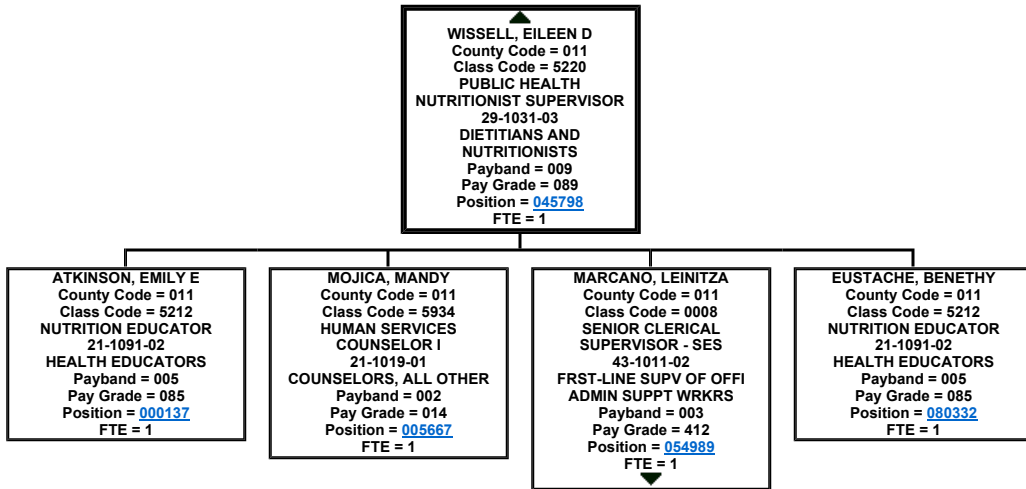 WISSELL, EILEEN D
County Code = 011
Class Code = 5220
PUBLIC HEALTH
NUTRITIONIST SUPERVISOR
29-1031-03
DIETITIANS AND
NUTRITIONISTS
Payband = 009
Pay Grade = 089
Position = 045798
FTE = 1
ATKINSON, EMILY E
County Code = 011
Class Code = 5212
NUTRITION EDUCATOR
21-1091-02
HEALTH EDUCATORS
Payband = 005
Pay Grade = 085
Position = 000137
FTE = 1
MOJICA, MANDY
County Code = 011
Class Code = 5934
HUMAN SERVICES
COUNSELOR I
21-1019-01
COUNSELORS, ALL OTHER
Payband = 002
Pay Grade = 014
Position = 005667
FTE = 1
MARCANO, LEINITZA
County Code = 011
Class Code = 0008
SENIOR CLERICAL
SUPERVISOR - SES
43-1011-02
FRST-LINE SUPV OF OFFI
ADMIN SUPPT WRKRS
Payband = 003
Pay Grade = 412
Position = 054989
FTE = 1
EUSTACHE, BENETHY
County Code = 011
Class Code = 5212
NUTRITION EDUCATOR
21-1091-02
HEALTH EDUCATORS
Payband = 005
Pay Grade = 085
Position = 080332
FTE = 1